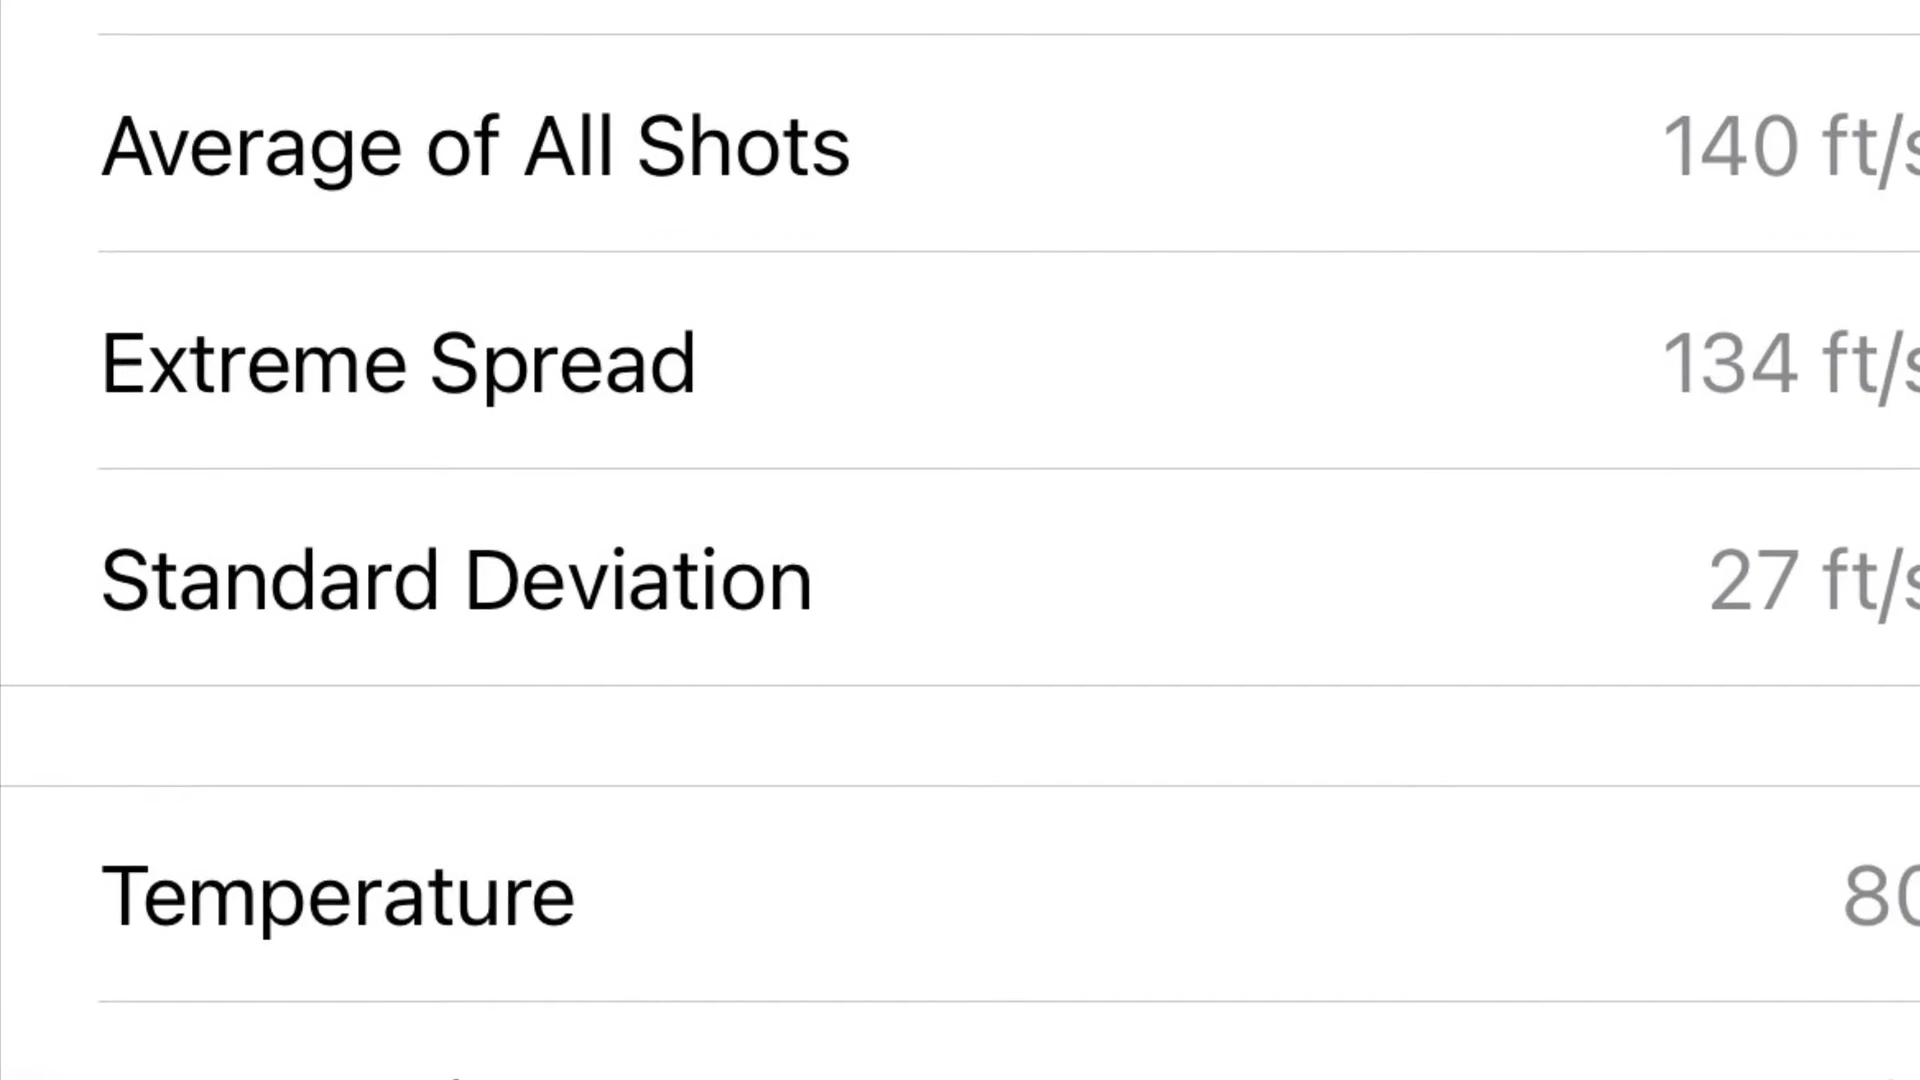 Average of All Shots 140 ft/s
Extreme Spread 134 ft/s
Standard Deviation 27 ft/s
Temperature 80